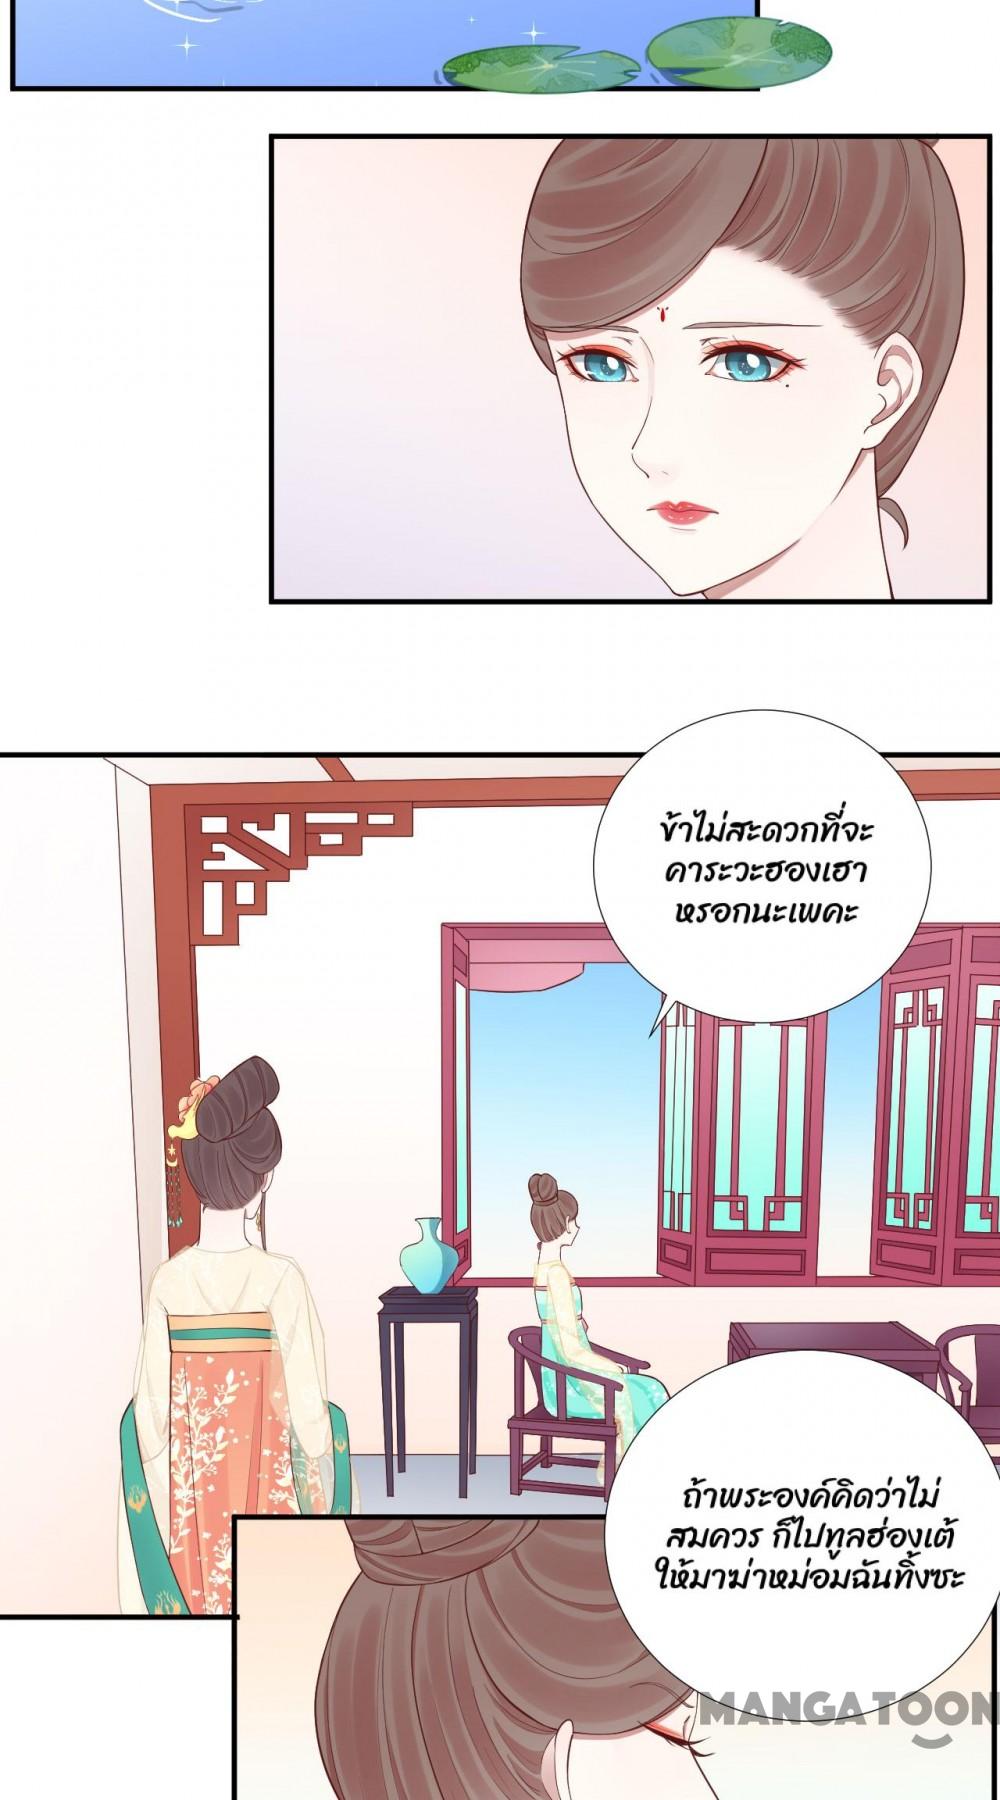 ข้าไม่สะดวกที่จะ
คาระวะฮองเฮา
หรอกนะเพคะ
ถ้าพระองค์คิดว่าไม่
สมควร ก็ไปทูลฮ่องเต้
ให้มาฆ่าหม่อมฉันทิ้งซะ
MANGATOON